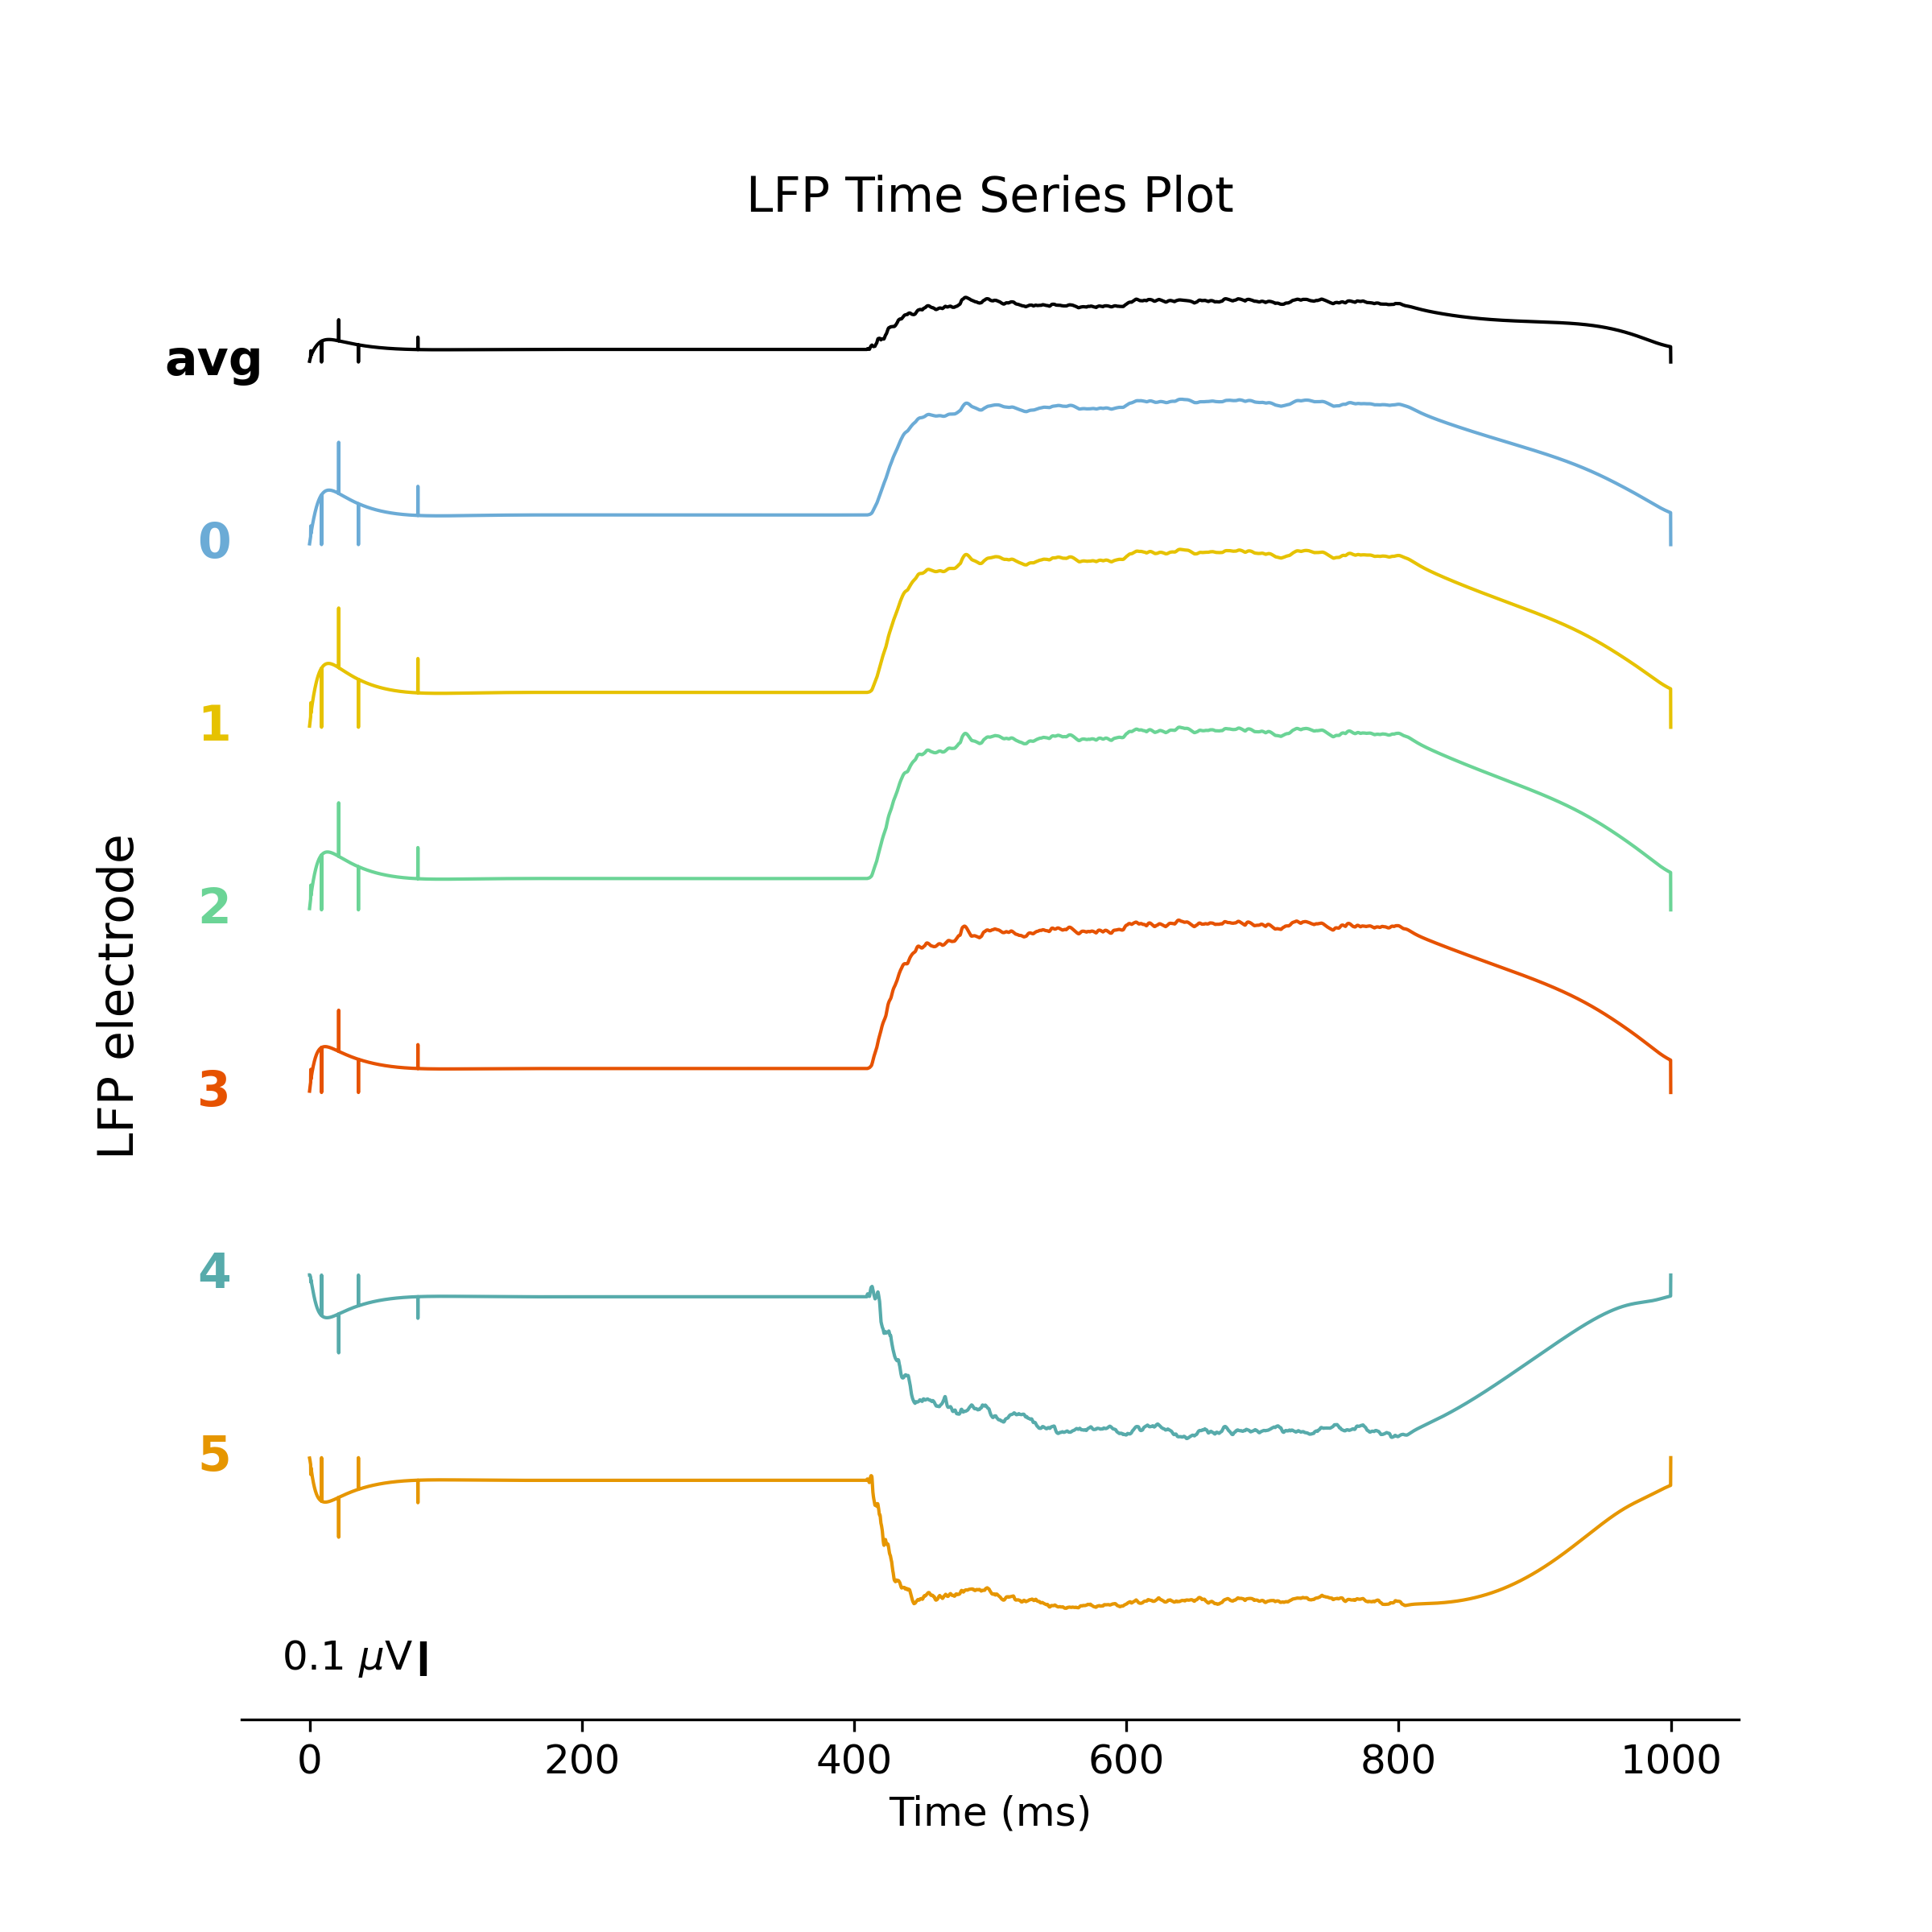 LFP Time Series Plot
avg
0
1
2
3
4
5
LFP electrode
0.1 μV
0 200 400 600 800 1000
Time (ms)